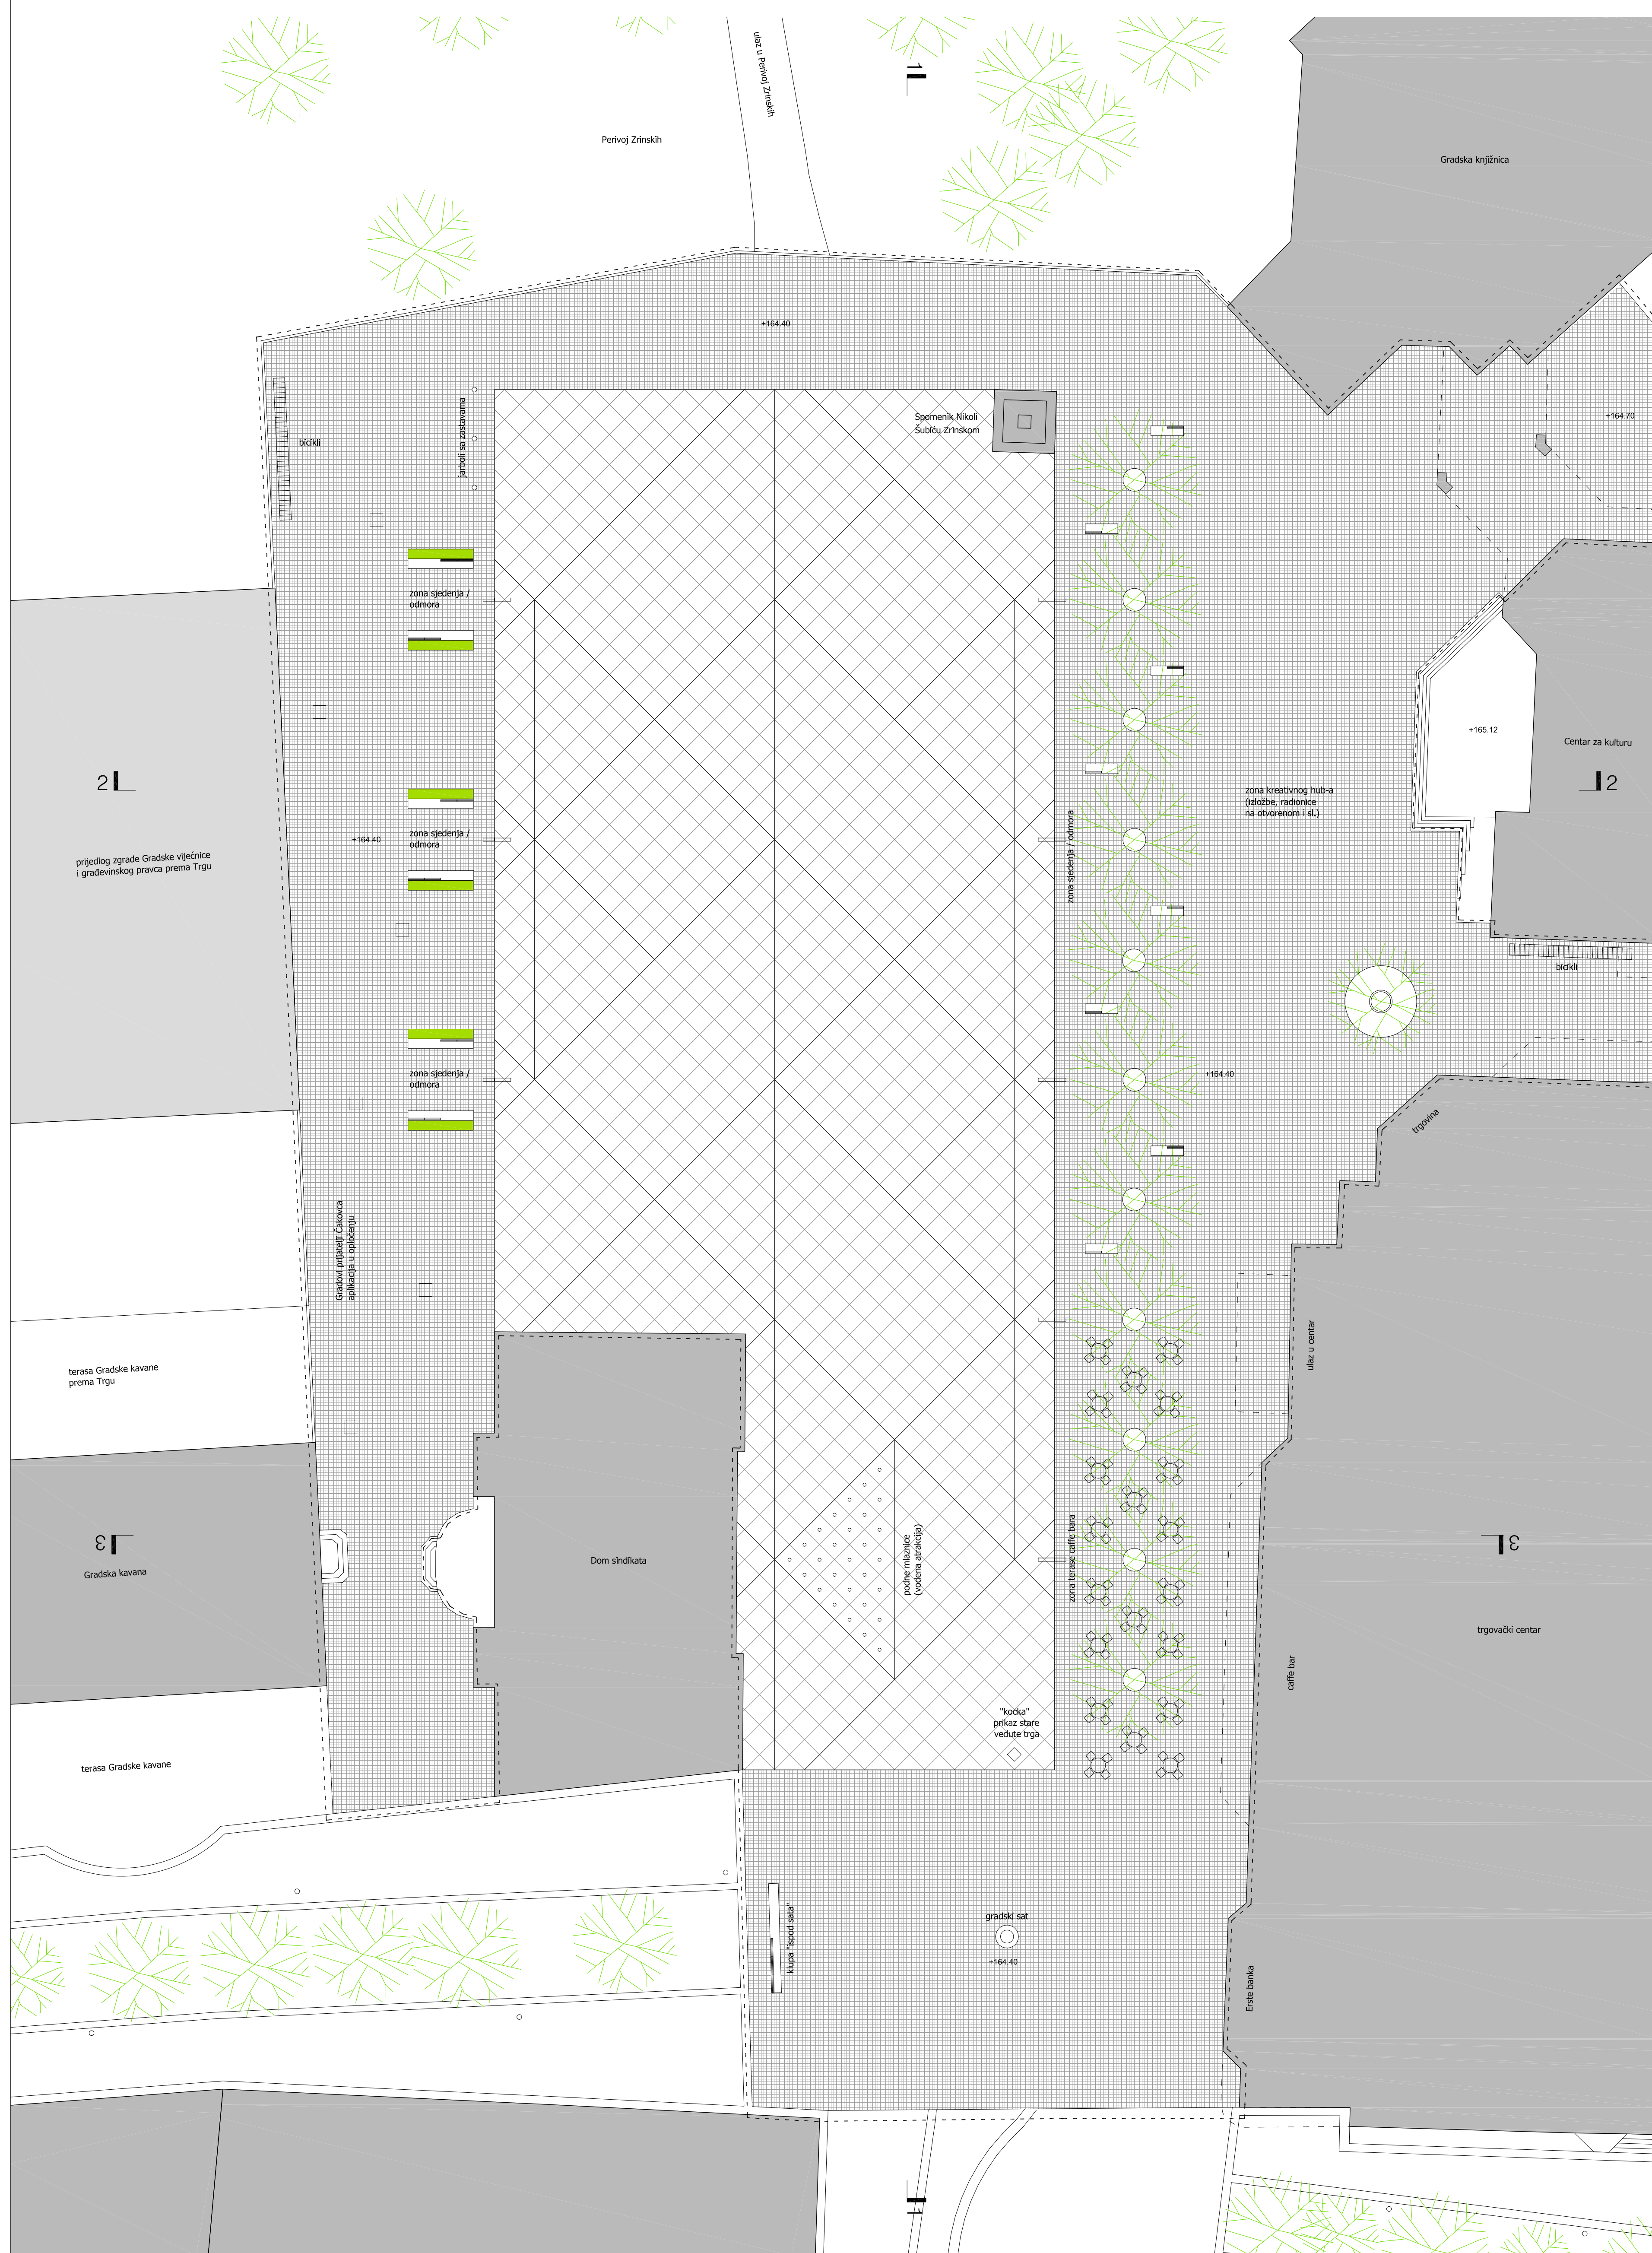 ulaz u Perivoj Zrinskih
1
Perivoj Zrinskih
Gradska knjižnica
+164.40
+164.70
Spomenik Nikoli
Šubiću Zrinskom
bicikli
jarboli sa zastavama
zona sjedenja /
odmora
+165.12
Centar za kulturu
2
2
zona kreativnog hub-a
(izložbe, radionice
na otvorenom i sl.)
zona sjedenja /
odmora
+164.40
zona sjedenja / odmora
prijedlog zgrade Gradske vijećnice
i građevinskog pravca prema Trgu
bicikli
zona sjedenja /
odmora
+164.40
trgovina
Gradovi prijatelji Čakovca
aplikacija u opločenju
ulaz u centar
terasa Gradske kavane
prema Trgu
3
3
Gradska kavana
Dom sindikata
podne mlaznice
(vodena atrakcija)
zona terase caffe bara
trgovački centar
caffe bar
"kocka"
prikaz stare
vedute trga
terasa Gradske kavane
klupa "ispod sata"
gradski sat
+164.40
Erste banka
1